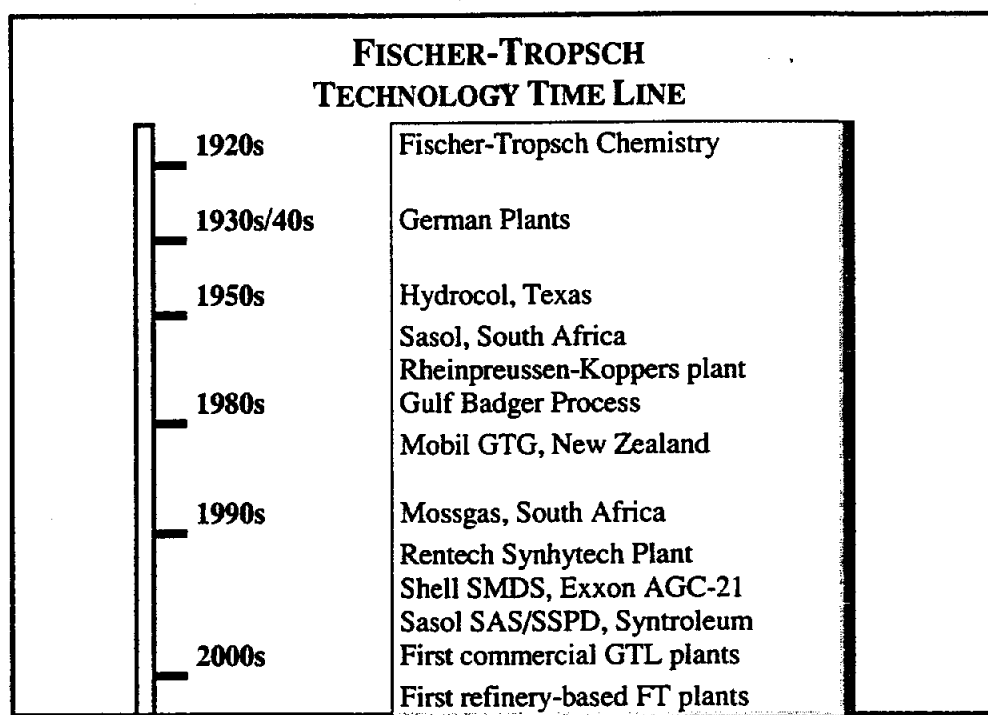 FISCHER-TROPSCH
TECHNOLOGY TIME LINE
1920s Fischer-Tropsch Chemistry
1930s/40s German Plants
1950s Hydrocol, Texas
Sasol, South Africa
Rheinpreussen-Koppers plant
1980s Gulf Badger Process
Mobil GTG, New Zealand
1990s Mossgas, South Africa
Rentech Synhytech Plant
Shell SMDS, Exxon AGC-21
Sasol SAS/SSPD, Syntroleum
2000s First commercial GTL plants
First refinery-based FT plants